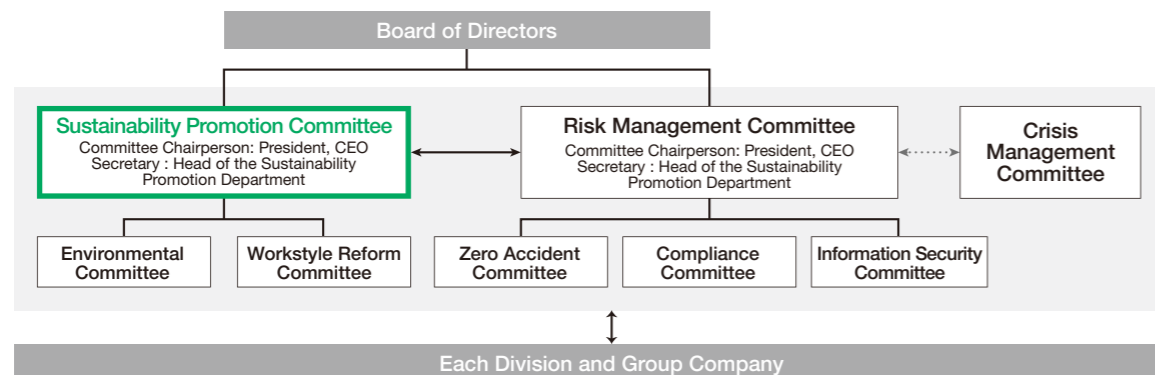 Board of Directors
Sustainability Promotion Committee
Committee Chairperson: President, CEO
Secretary : Head of the Sustainability
Promotion Department
Risk Management Committee
Committee Chairperson: President, CEO
Secretary : Head of the Sustainability
Promotion Department
Crisis
Management
Committee
Environmental
Committee
Workstyle Reform
Committee
Zero Accident
Committee
Compliance
Committee
Information Security
Committee
Each Division and Group Company